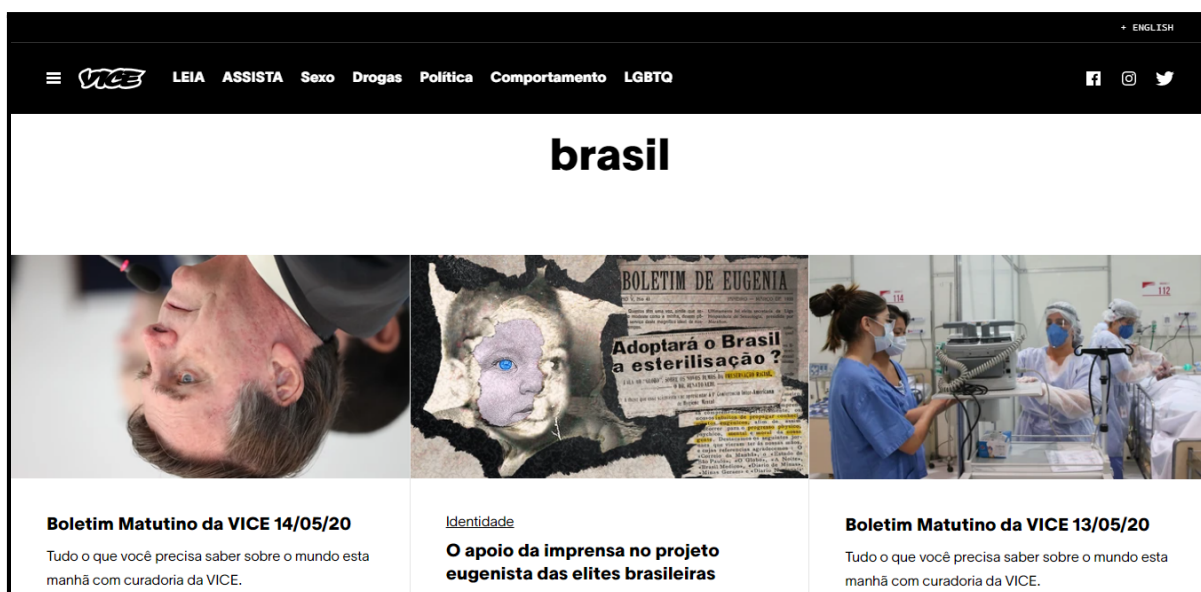 + ENGLISH
VICE LEIA ASSISTA Sexo Drogas Política Comportamento LGBTQ
brasil
BOLETIM DE EUGENIA
Adoptará o Brasil
a esterilisação ?
114
112
Boletim Matutino da VICE 14/05/20
Tudo o que você precisa saber sobre o mundo esta
manhã com curadoria da VICE.
Identidade
O apoio da imprensa no projeto
eugenista das elites brasileiras
Boletim Matutino da VICE 13/05/20
Tudo o que você precisa saber sobre o mundo esta
manhã com curadoria da VICE.